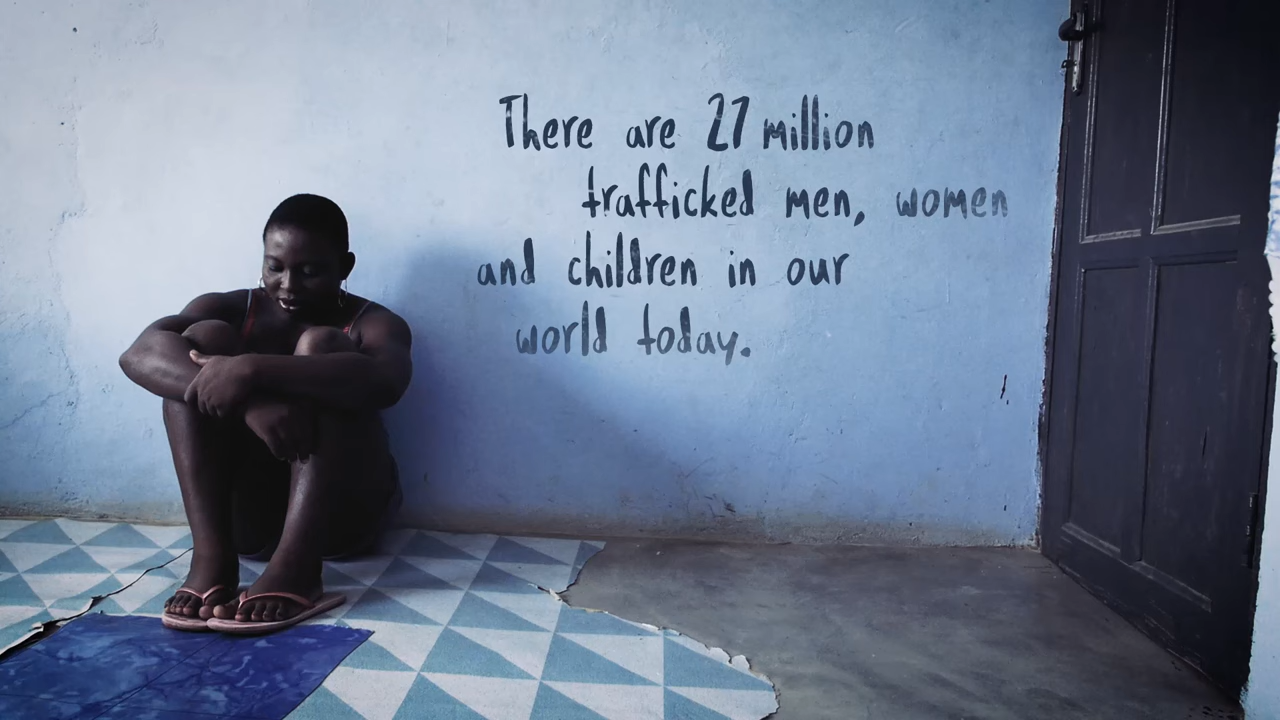 There are 27 million
trafficked men, women
and children in our
world today.